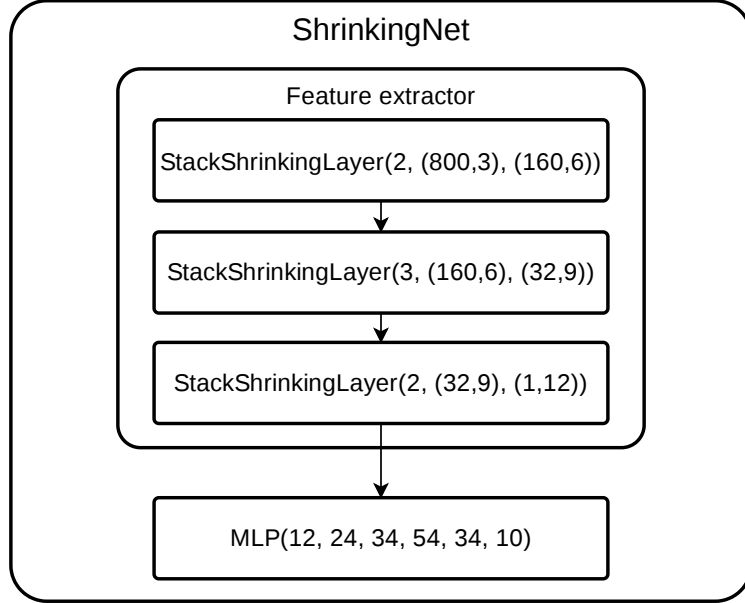 ShrinkingNet
Feature extractor
StackShrinkingLayer(2, (800,3), (160,6))
StackShrinkingLayer(3, (160,6), (32,9))
StackShrinkingLayer(2, (32,9), (1,12))
MLP(12, 24, 34, 54, 34, 10)